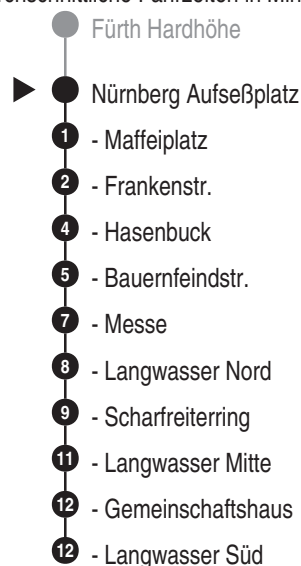 Fürth Hardhöhe
Nürnberg Aufseßplatz
1 - Maffeiplatz
2 - Frankenstr.
4 - Hasenbuck
5 - Bauernfeindstr.
7 - Messe
8 - Langwasser Nord
9 - Scharfreiterring
11 - Langwasser Mitte
12 - Gemeinschaftshaus
12 - Langwasser Süd